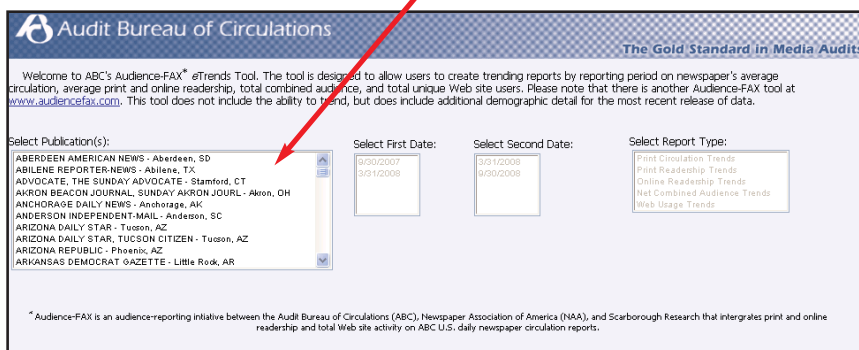 Audit Bureau of Circulations
The Gold Standard in Media Audits
Welcome to ABC's Audience-FAX* eTrends Tool. The tool is designed to allow users to create trending reports by reporting period on newspaper's average
circulation, average print and online readership, total combined audience, and total unique Web site users. Please note that there is another Audience-FAX tool at
www.audiencefax.com. This tool does not include the ability to trend, but does include additional demographic detail for the most recent release of data.
Select Publication(s):
ABERDEEN AMERICAN NEWS - Aberdeen, SD
ABILENE REPORTER-NEWS - Abilene, TX
ADVOCATE, THE SUNDAY ADVOCATE - Stamford, CT
AKRON BEACON JOURNAL, SUNDAY AKRON JOURL - Akron, OH
ANCHORAGE DAILY NEWS - Anchorage, AK
ANDERSON INDEPENDENT-MAIL - Anderson, SC
ARIZONA DAILY STAR - Tucson, AZ
ARIZONA DAILY STAR, TUCSON CITIZEN - Tucson, AZ
ARIZONA REPUBLIC - Phoenix, AZ
ARKANSAS DEMOCRAT GAZETTE - Little Rock, AR
Select First Date:
9/30/2007
3/31/2008
Select Second Date:
3/31/2008
9/30/2008
Select Report Type:
Print Circulation Trends
Print Readership Trends
Online Readership Trends
Net Combined Audience Trends
Web Usage Trends
* Audience-FAX is an audience-reporting intiative between the Audit Bureau of Circulations (ABC), Newspaper Association of America (NAA), and Scarborough Research that intergrates print and online
readership and total Web site activity on ABC U.S. daily newspaper circulation reports.